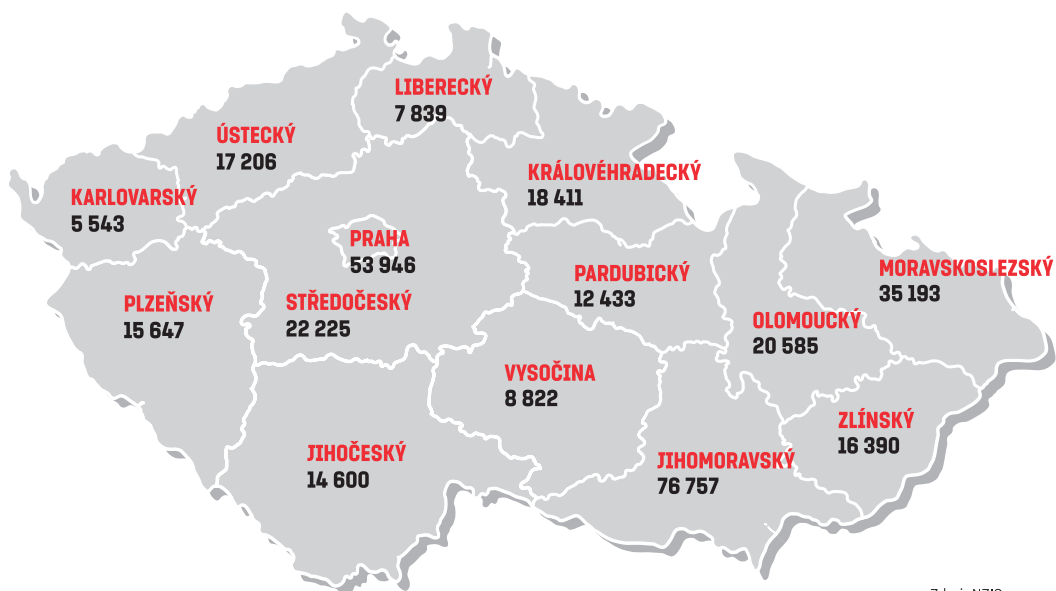 LIBERECKÝ
7 839
ÚSTECKÝ
17 206
KRÁLOVÉHRADECKÝ
18 411
KARLOVARSKÝ
5 543
PRAHA
53 946
MORAVSKOSLEZSKÝ
35 193
PARDUBICKÝ
12 433
PLZEŇSKÝ
15 647
STŘEDOČESKÝ
22 225
OLOMOUCKÝ
20 585
VYSOČINA
8 822
ZLÍNSKÝ
16 390
JIHOČESKÝ
14 600
JIHOMORAVSKÝ
76 757